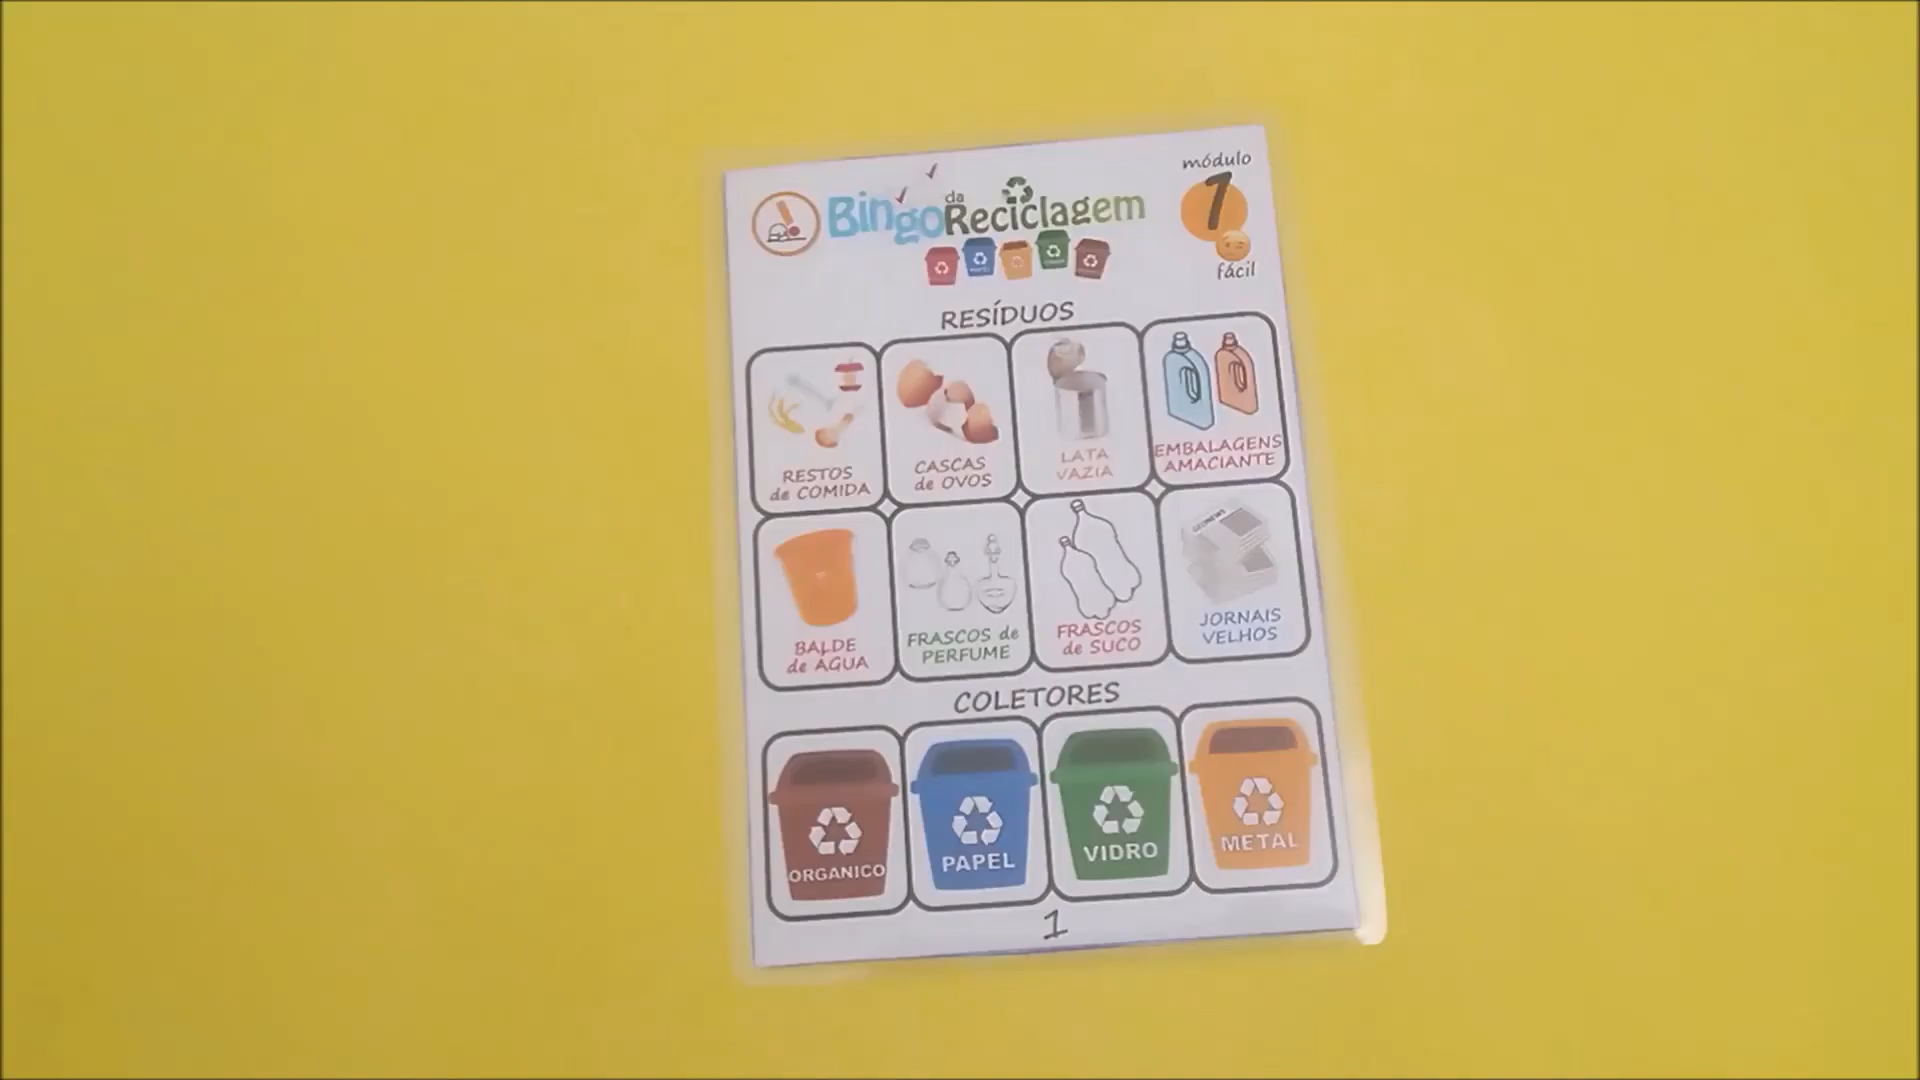 Bingo da Reciclagem
módulo
1
fácil
RESÍDUOS
RESTOS
de COMIDA
CASCAS
de OVOS
LATA
VAZIA
EMBALAGENS
AMACIANTE
BALDE
de ÁGUA
FRASCOS de
PERFUME
FRASCOS
de SUCO
JORNAIS
VELHOS
COLETORES
ORGANICO
PAPEL
VIDRO
METAL
1